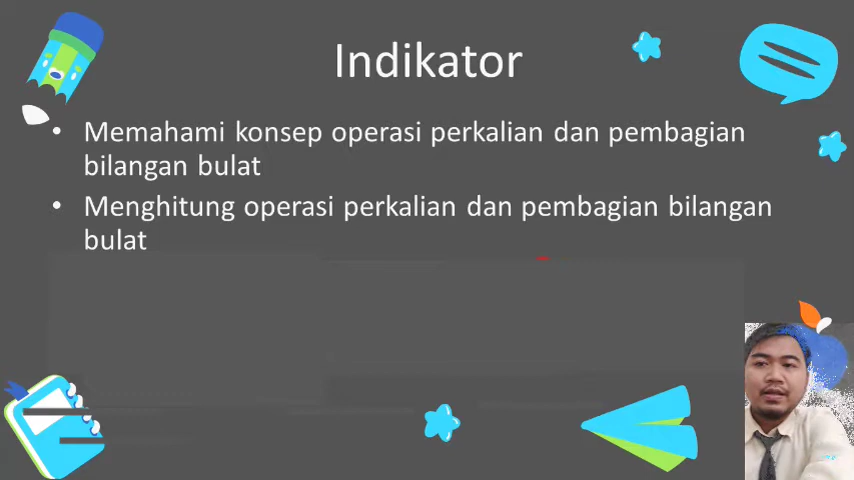 Indikator
• Memahami konsep operasi perkalian dan pembagian
bilangan bulat
• Menghitung operasi perkalian dan pembagian bilangan
bulat